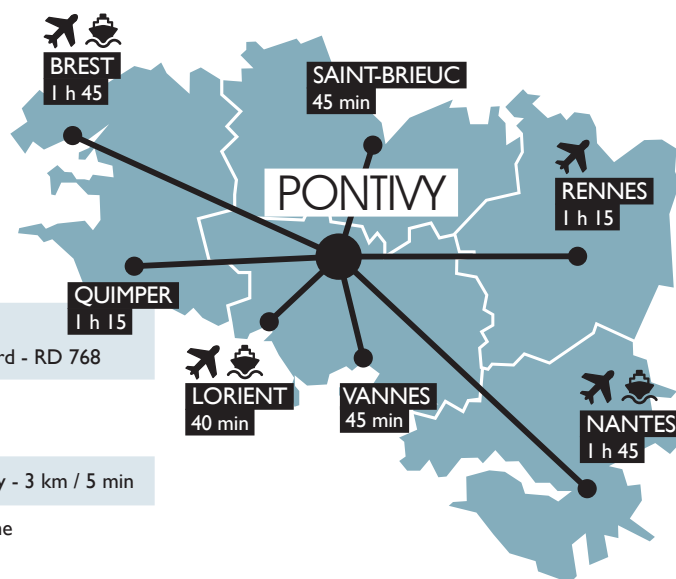 BREST
1 h 45
SAINT-BRIEUC
45 min
PONTIVY
RENNES
1 h 15
QUIMPER
1 h 15
rd - RD 768
LORIENT
40 min
VANNES
45 min
NANTES
1 h 45
y - 3 km / 5 min